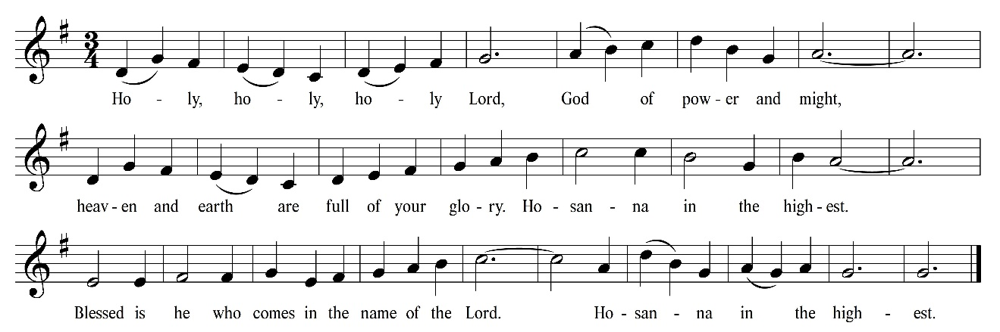 3
4
Ho - ly, ho - ly, ho - ly Lord, God of pow - er and might,
heav - en and earth are full of your glo - ry. Ho - san - na in the high - est.
Blessed is he who comes in the name of the Lord. Ho - san - na in the high - est.